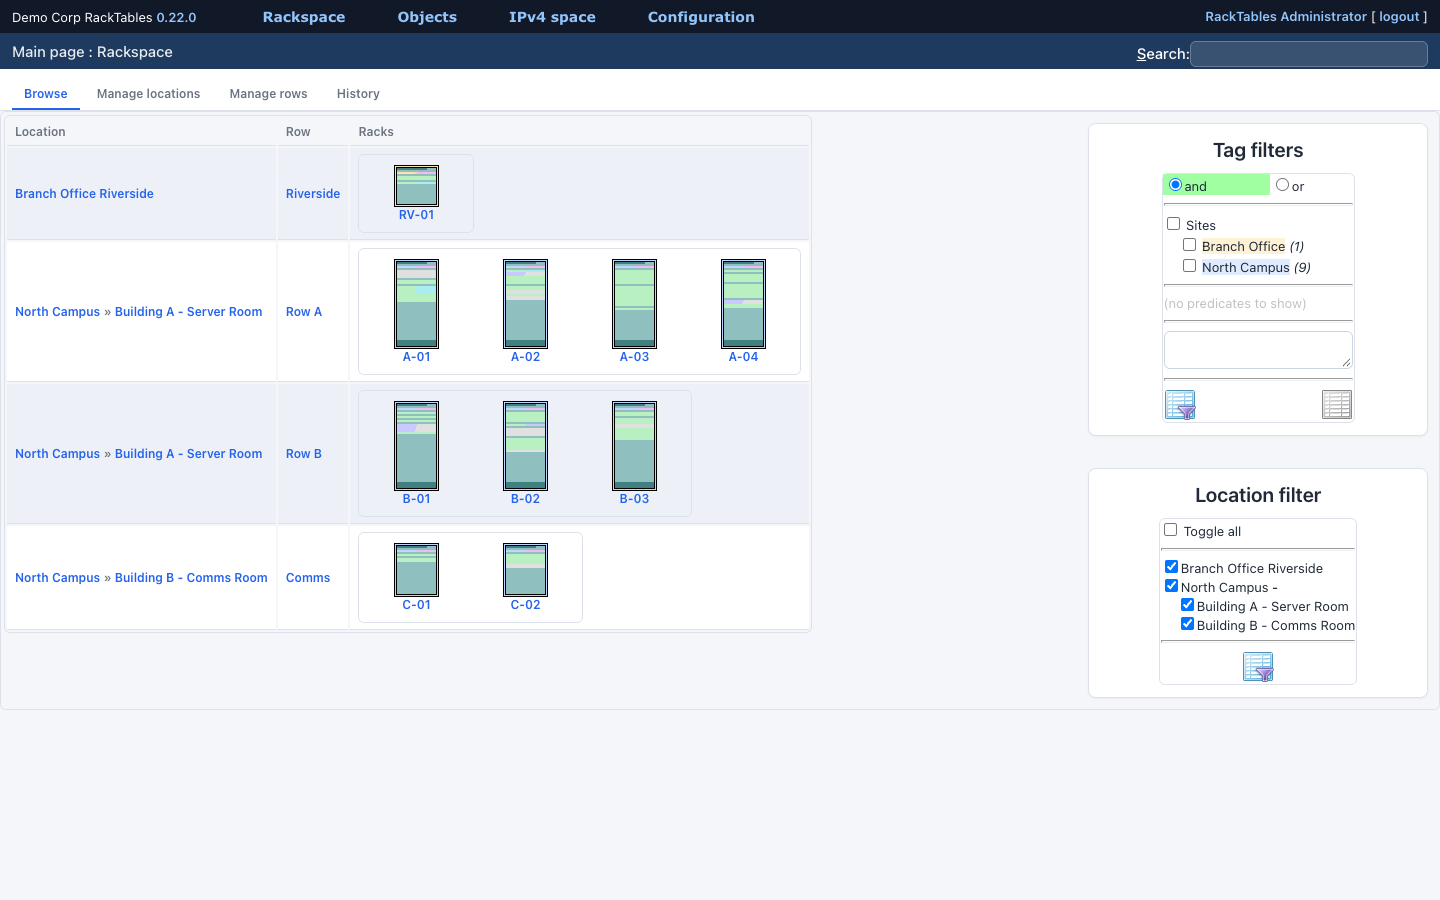 Demo Corp RackTables 0.22.0
Rackspace
Objects
IPv4 space
Configuration
RackTables Administrator [ logout ]
Main page : Rackspace
Search:
Browse
Manage locations
Manage rows
History
Location
Row
Racks
Branch Office Riverside
Riverside
RV-01
North Campus » Building A - Server Room
Row A
A-01
A-02
A-03
A-04
North Campus » Building A - Server Room
Row B
B-01
B-02
B-03
North Campus » Building B - Comms Room
Comms
C-01
C-02
Tag filters
and
or
Sites
Branch Office (1)
North Campus (9)
(no predicates to show)
Location filter
Toggle all
Branch Office Riverside
North Campus -
Building A - Server Room
Building B - Comms Room